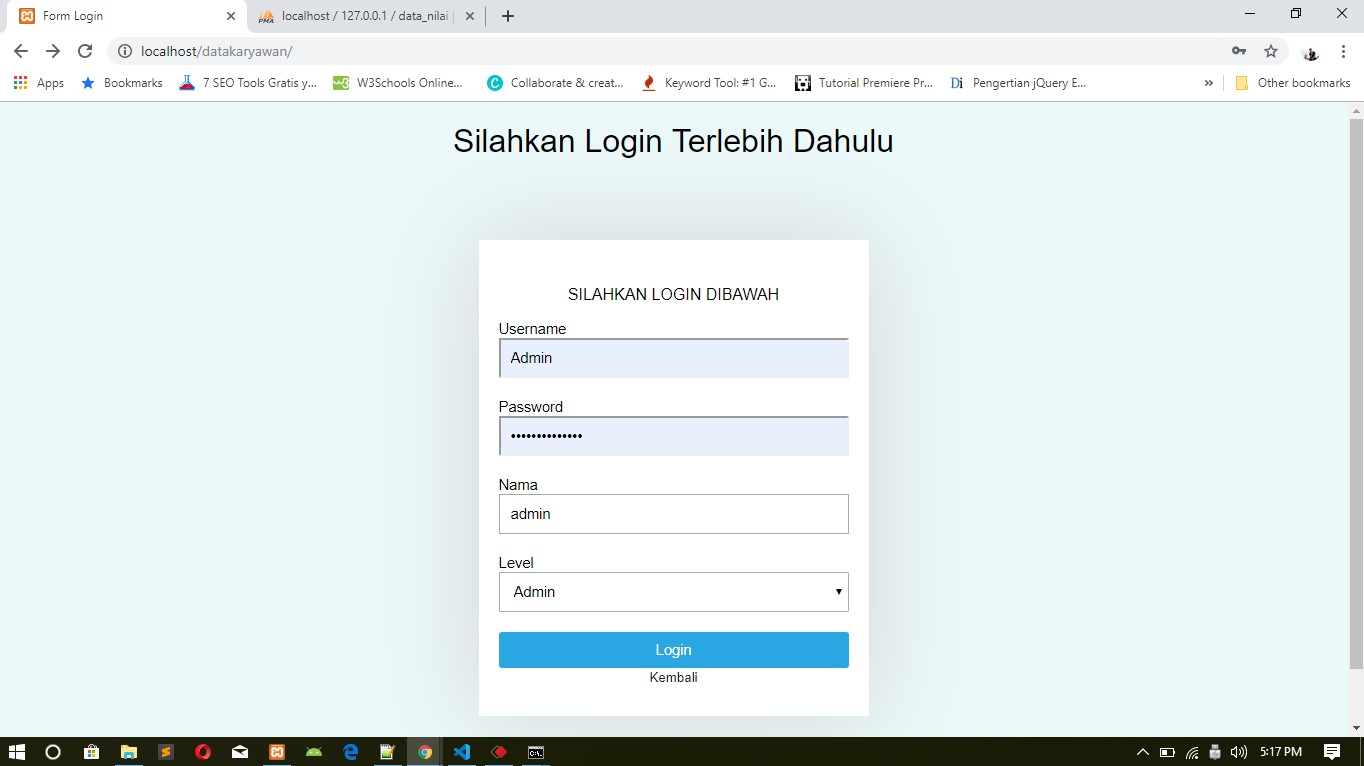 Form Login
localhost / 127.0.0.1 / data_nilai |
localhost/datakaryawan/
Apps
Bookmarks
7 SEO Tools Gratis y...
W3Schools Online...
Collaborate & creat...
Keyword Tool: #1 G...
Tutorial Premiere Pr...
Pengertian jQuery E...
»
Other bookmarks
Silahkan Login Terlebih Dahulu
SILAHKAN LOGIN DIBAWAH
Username
Admin
Password
••••••••••••••
Nama
admin
Level
Admin
Login
Kembali
5:17 PM